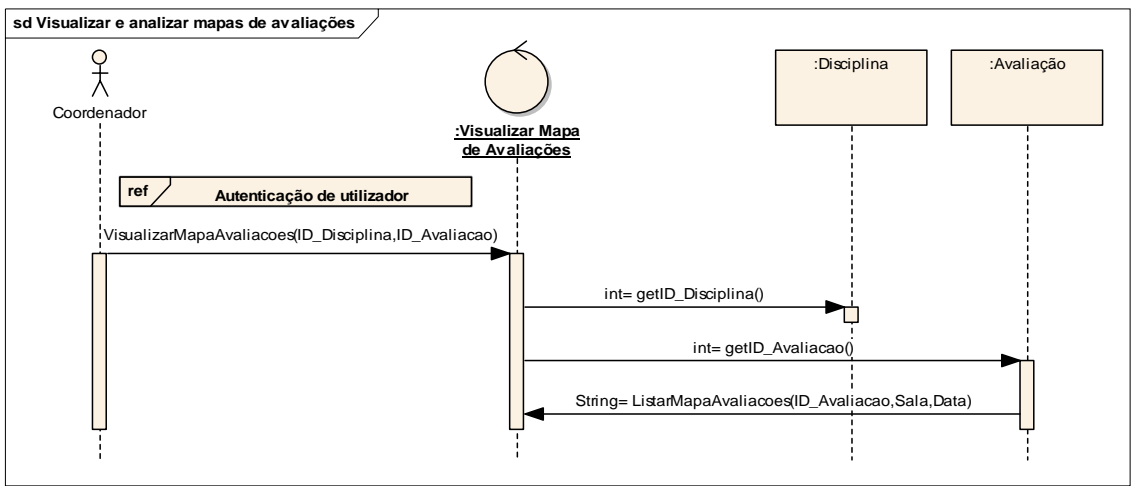 sd Visualizar e analizar mapas de avaliações
Coordenador
:Visualizar Mapa
de Avaliações
:Disciplina
:Avaliação
ref
Autenticação de utilizador
VisualizarMapaAvaliacoes(ID_Disciplina,ID_Avaliacao)
int= getID_Disciplina()
int= getID_Avaliacao()
String= ListarMapaAvaliacoes(ID_Avaliacao,Sala,Data)